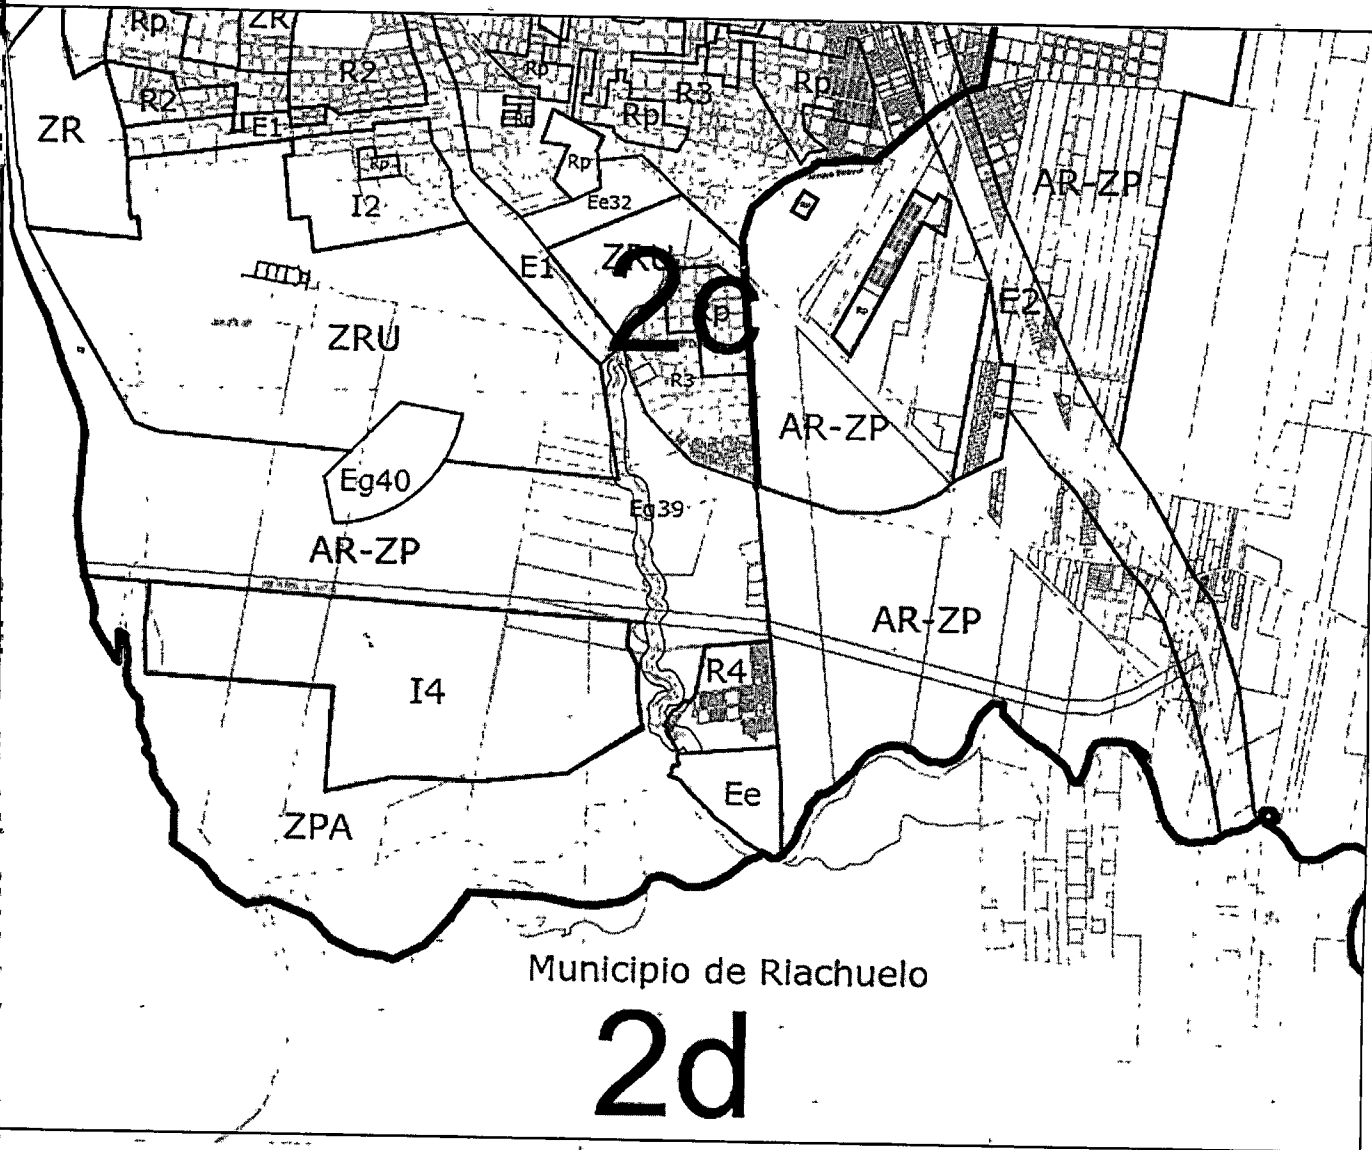 Rp
ZR
R2
Rp
R3
Rp
R2
Rp
ZR
E1
Rp
Rp
I2
AR-ZP
Ee32
E1
ZRU
2c
Rp
E2
ZRU
R3
AR-ZP
Eg40
Eg39
AR-ZP
AR-ZP
R4
I4
Ee
ZPA
Municipio de Riachuelo
2d